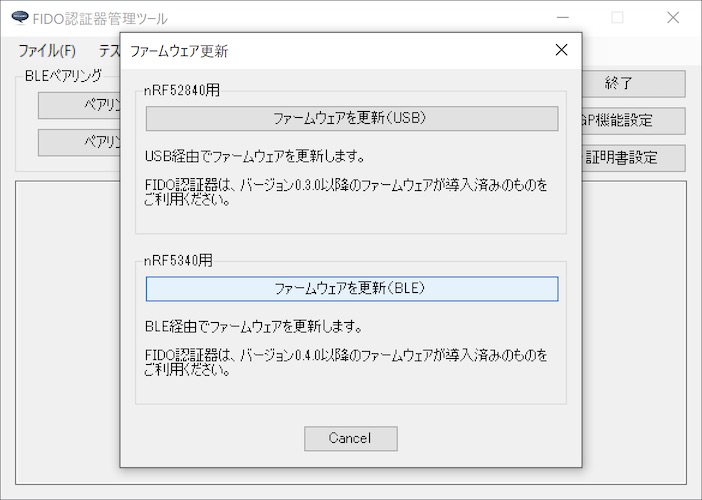 FIDO認証器管理ツール
ファイル(F)
テス
ファームウェア更新
BLEペアリング
ペアリン
ペアリ
終了
GP機能設定
証明書設定
nRF52840用
ファームウェアを更新(USB)
USB経由でファームウェアを更新します。
FIDO認証器は、バージョン0.3.0以降のファームウェアが導入済みのものを
ご利用ください。
nRF5340用
ファームウェアを更新(BLE)
BLE経由でファームウェアを更新します。
FIDO認証器は、バージョン0.4.0以降のファームウェアが導入済みのものを
ご利用ください。
Cancel